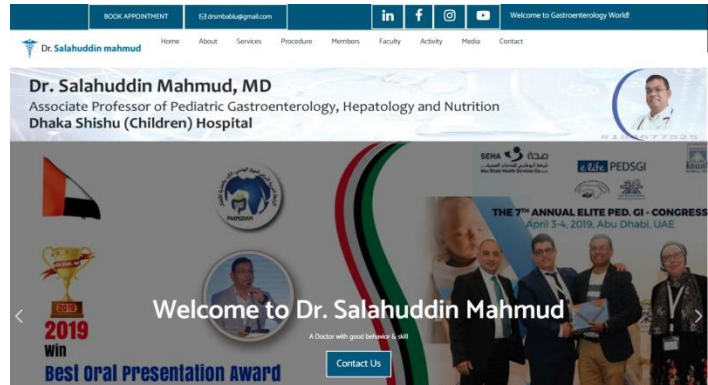 BOOK APPOINTMENT
drsmbablu@gmail.com
in
f
Welcome to Gastroenterology World!
Dr. Salahuddin mahmud
Home About Services Procedure Members Faculty Activity Media Contact
Dr. Salahuddin Mahmud, MD
Associate Professor of Pediatric Gastroenterology, Hepatology and Nutrition
Dhaka Shishu (Children) Hospital
SEHA صحة
elite PEDSGI
THE 7TH ANNUAL ELITE PED. GI - CONGRESS
April 3-4, 2019, Abu Dhabi, UAE
2019
2019
Win
Best Oral Presentation Award
Welcome to Dr. Salahuddin Mahmud
A Doctor with good behavior & skill
Contact Us